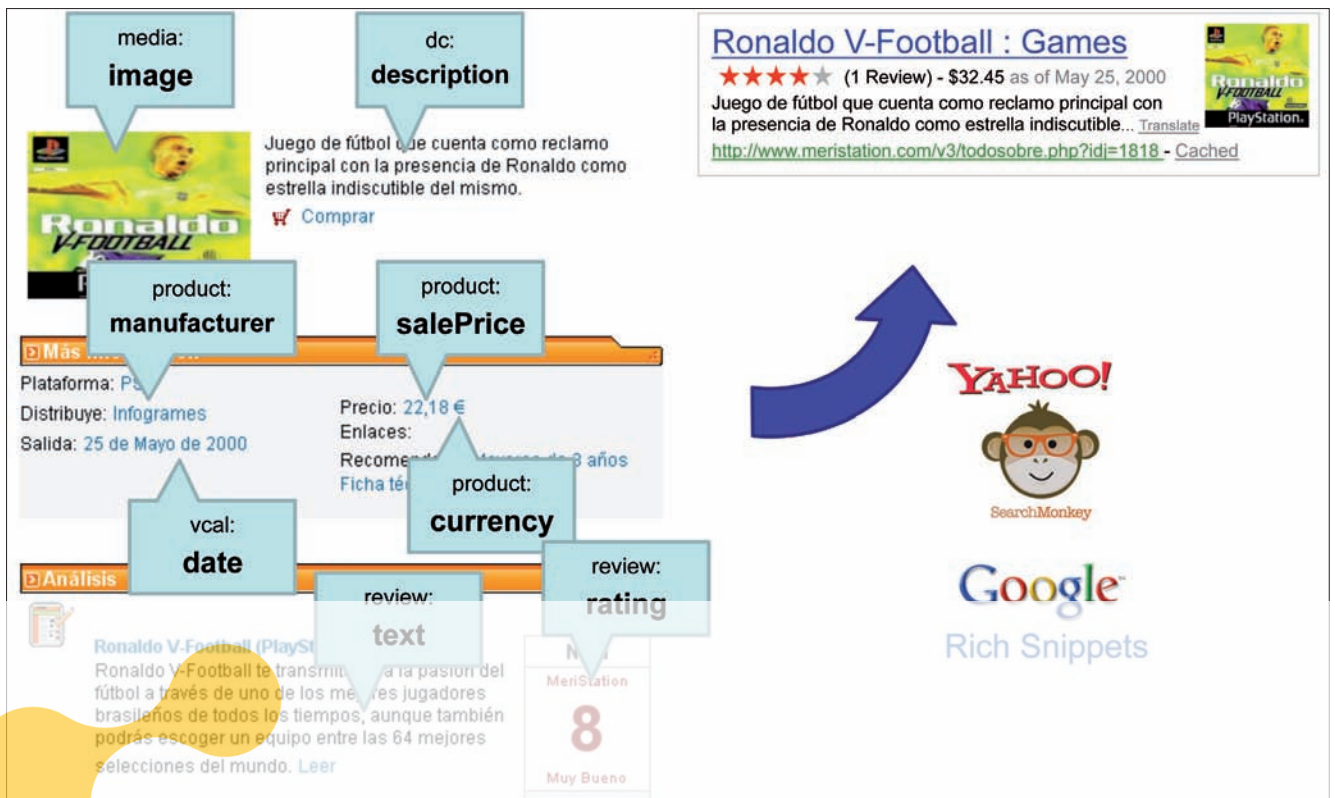 media:
image
dc:
description
Juego de fútbol que cuenta como reclamo
principal con la presencia de Ronaldo como
estrella indiscutible del mismo.
Comprar
Ronaldo
V-FOOTBALL
product:
manufacturer
product:
salePrice
Más
Plataforma:
Distribuye: Infogrames
Salida: 25 de Mayo de 2000
Precio: 22,18 €
Enlaces:
8 años
product:
currency
vcal:
date
Análisis
review:
text
review:
rating
Ronaldo V-Football
Ronaldo V-Football te a la pasión del
fútbol a través de uno de los jugadores
brasileños de todos los tiempos, aunque también
podrás escoger un equipo entre las 64 mejores
selecciones del mundo. Leer
MeriStation
8
Muy Bueno
Ronaldo V-Football : Games
(1 Review) - $32.45 as of May 25, 2000
Juego de fútbol que cuenta como reclamo principal con
la presencia de Ronaldo como estrella indiscutible... Translate
http://www.meristation.com/v3/todosobre.php?idj=1818 - Cached
Ronaldo
V-FOOTBALL
PlayStation
YAHOO!
SearchMonkey
Google™
Rich Snippets